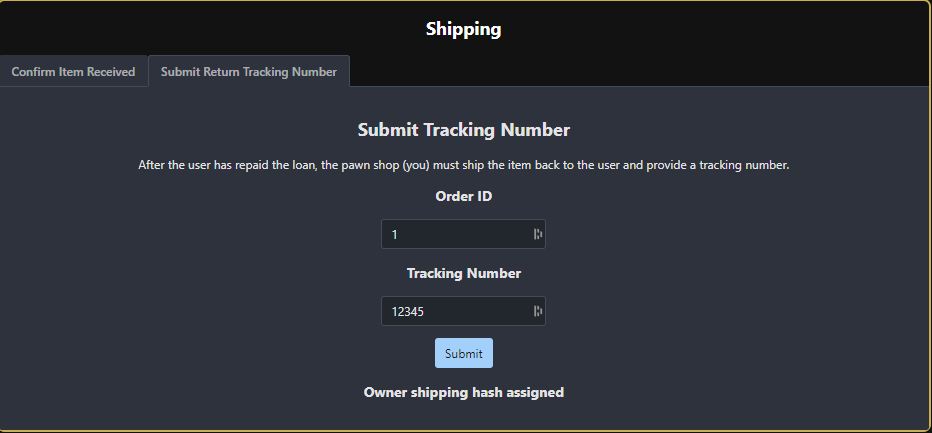 Shipping
Confirm Item Received
Submit Return Tracking Number
Submit Tracking Number
After the user has repaid the loan, the pawn shop (you) must ship the item back to the user and provide a tracking number.
Order ID
1
Tracking Number
12345
Submit
Owner shipping hash assigned